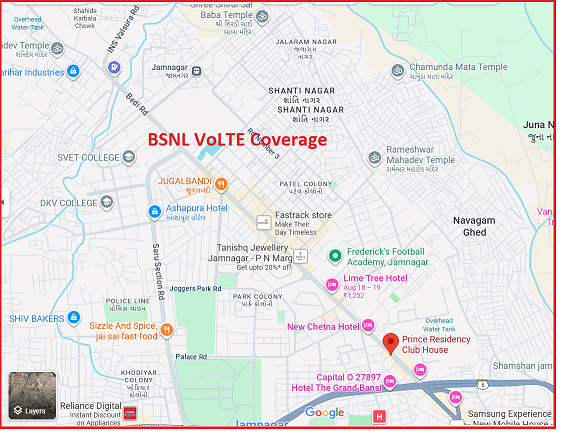 Overhead
Water Tank
Shahide
Karbala
Chowk
INS Valsura Rd
Baba Temple
JALARAM NAGAR
Jamnagar
જામનગર
Chamunda Mata Temple
ચામુંડા માતા મંદિર
arihar Industries
Bedi Rd
SHANTI NAGAR
શાંતિ નગર
SHANTI NAGAR
શાંતિ નગર
Juna N
BSNL VoLTE Coverage
SVET COLLEGE
Rameshwar
Mahadev Temple
JUGALBANDI
જુગલબંદી
PATEL COLONY
પટેલ કોલોની
DKV COLLEGE
Ashapura Hotel
આશાપુરા હોટેલ
Fastrack store
Make Their
Day Timeless
Navagam
Ghed
Saru Section Rd
Tanishq Jewellery -
Jamnagar - P N Marg
Get upto 20%* off
Frederick's Football
Academy, Jamnagar
Lime Tree Hotel
Aug 18 – 19
₹1,252
Joggers Park Rd
PARK COLONY
પાર્ક કોલોની
POLICE LINE
પોલિસ લાઇન
SHIV BAKERS
Sizzle And Spice,
jai sai fast food
New Chetna Hotel
Overhead
Water Tank
Prince Residency
Club House
Palace Rd
KHODIYAR
COLONY
ખોડિયાર
કોલોની
Capital O 27897
Hotel The Grand Bansi
Shamshan jam
6
Layers
Reliance Digital
Instant Discount
on Appliances
Google
H
Jamnagar
Samsung Experience
New Mobile House